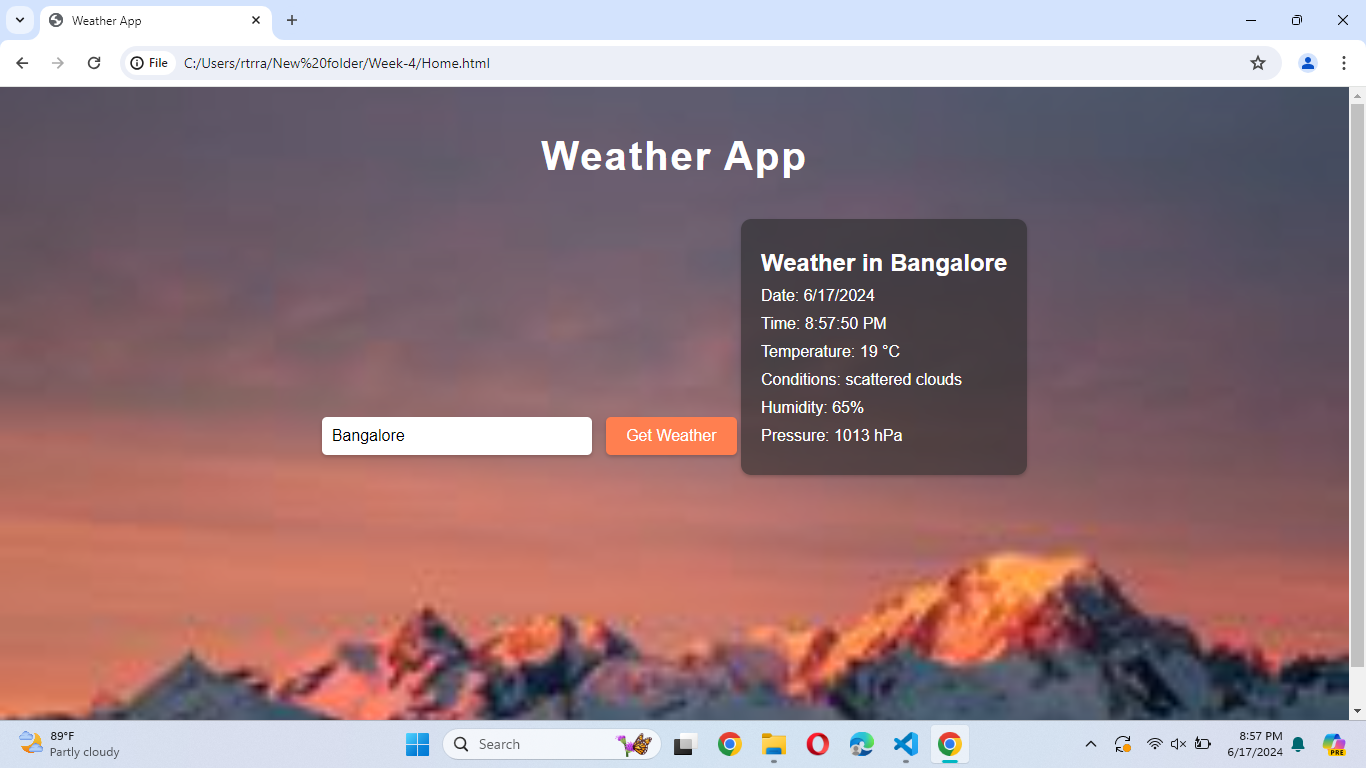 Weather App
File
C:/Users/rtrra/New%20folder/Week-4/Home.html
Weather App
Weather in Bangalore
Date: 6/17/2024
Time: 8:57:50 PM
Temperature: 19 °C
Conditions: scattered clouds
Humidity: 65%
Pressure: 1013 hPa
Bangalore
Get Weather
89°F
Partly cloudy
Search
8:57 PM
6/17/2024
PRE